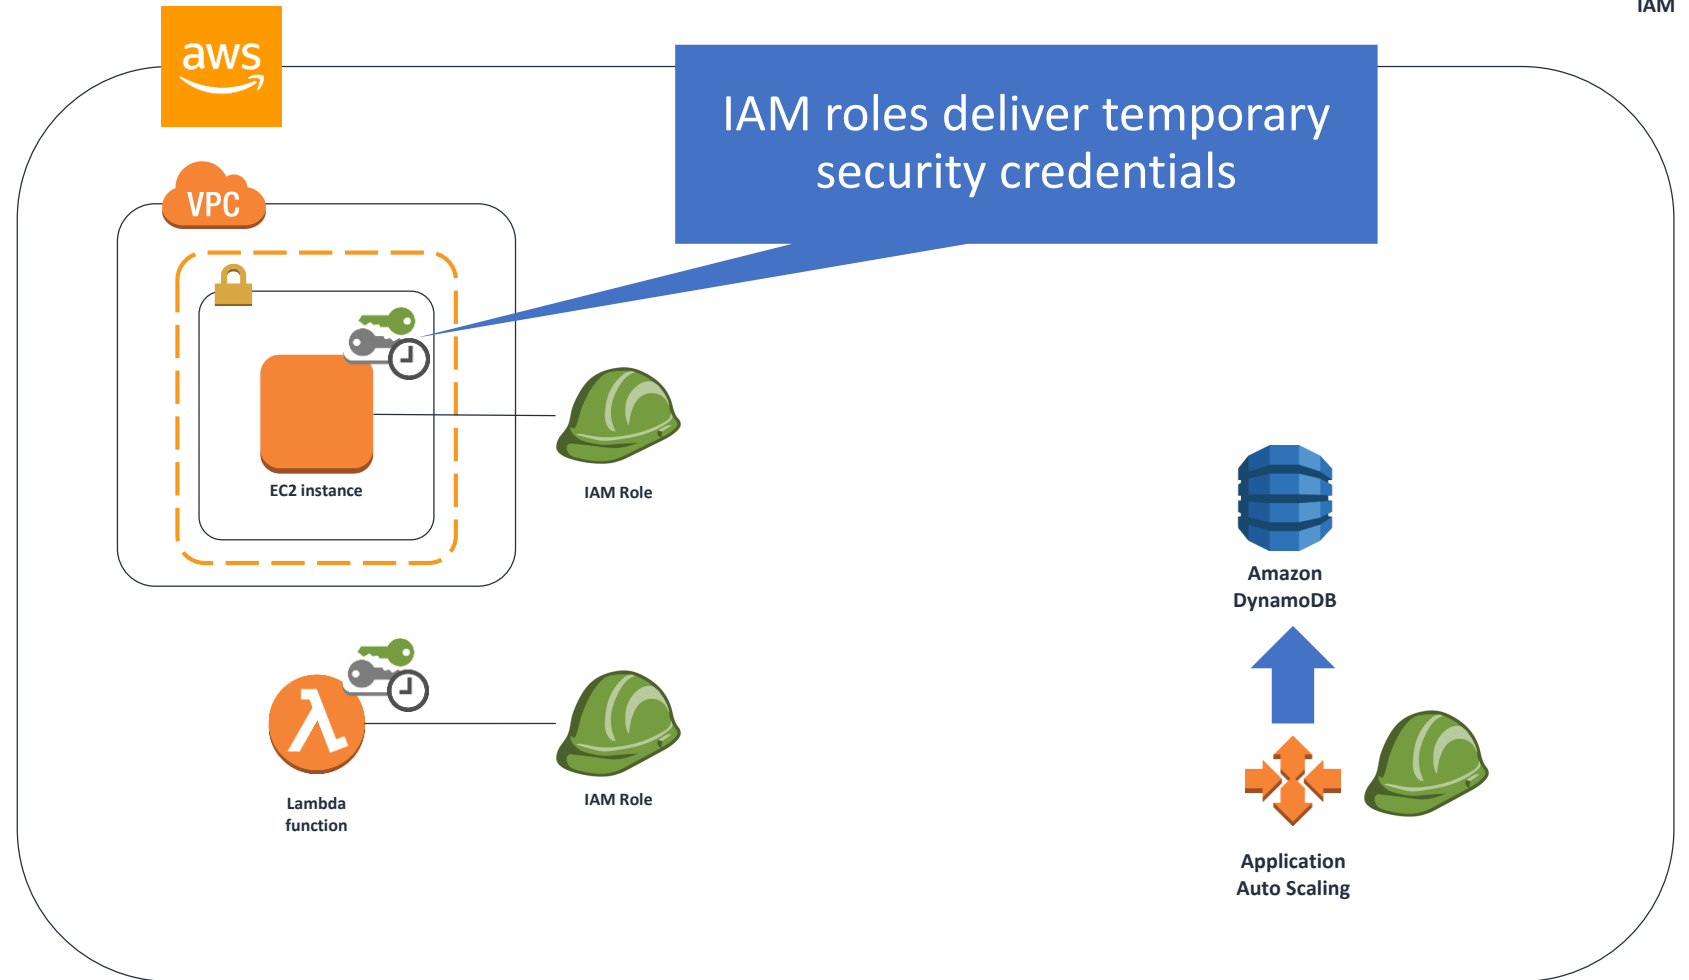 IAM
aws
IAM roles deliver temporary
security credentials
VPC
EC2 instance
IAM Role
Amazon
DynamoDB
Lambda
function
IAM Role
Application
Auto Scaling